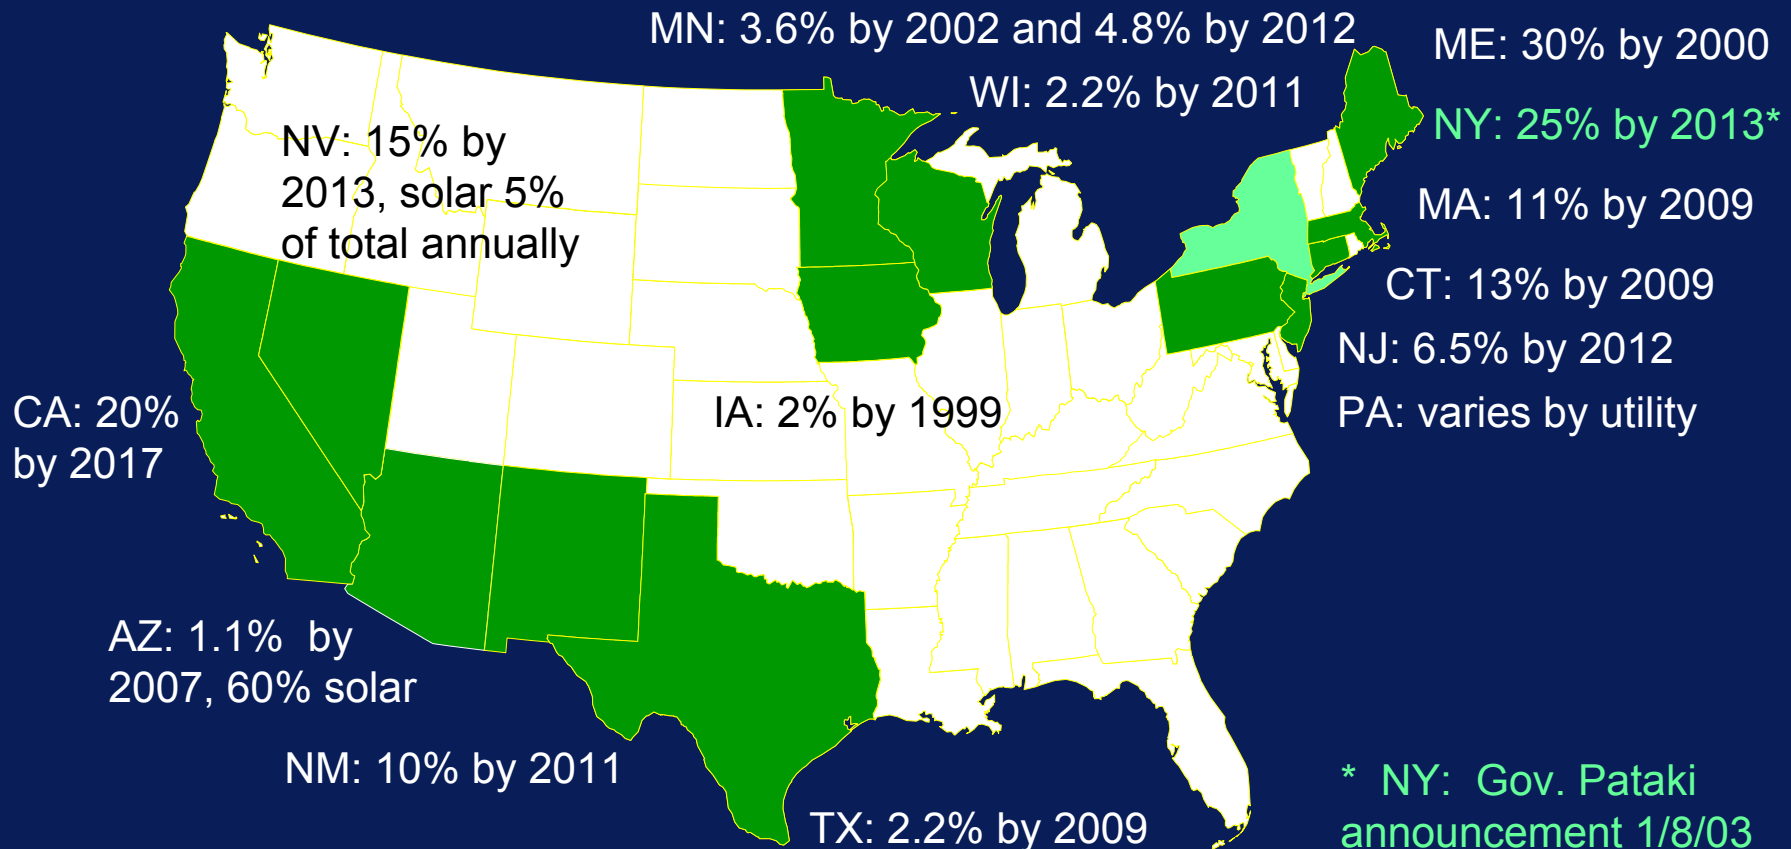 MN: 3.6% by 2002 and 4.8% by 2012
ME: 30% by 2000
WI: 2.2% by 2011
NY: 25% by 2013*
NV: 15% by
2013, solar 5%
of total annually
MA: 11% by 2009
CT: 13% by 2009
NJ: 6.5% by 2012
CA: 20%
by 2017
IA: 2% by 1999
PA: varies by utility
AZ: 1.1% by
2007, 60% solar
NM: 10% by 2011
TX: 2.2% by 2009
* NY: Gov. Pataki
announcement 1/8/03